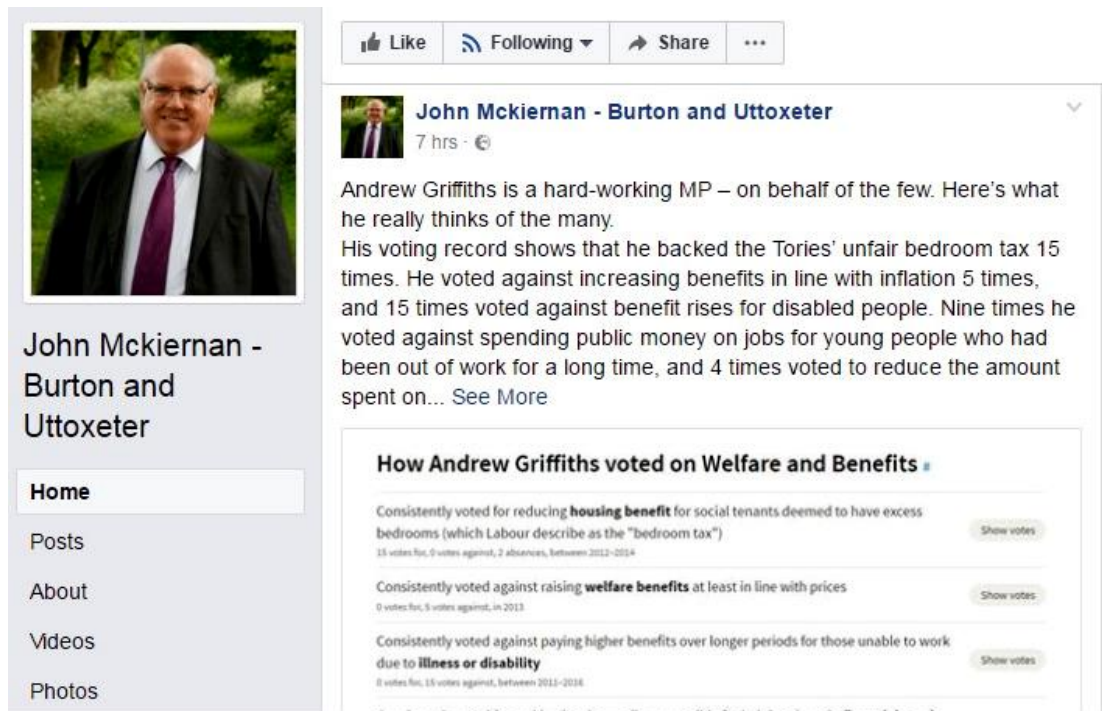 Like
Following
Share
John Mckiernan - Burton and Uttoxeter
7 hrs ·
Andrew Griffiths is a hard-working MP – on behalf of the few. Here's what
he really thinks of the many.
His voting record shows that he backed the Tories' unfair bedroom tax 15
times. He voted against increasing benefits in line with inflation 5 times,
and 15 times voted against benefit rises for disabled people. Nine times he
voted against spending public money on jobs for young people who had
been out of work for a long time, and 4 times voted to reduce the amount
spent on... See More
John Mckiernan -
Burton and
Uttoxeter
Home
Posts
About
Videos
Photos
How Andrew Griffiths voted on Welfare and Benefits #
Consistently voted for reducing housing benefit for social tenants deemed to have excess
bedrooms (which Labour describe as the "bedroom tax")
15 votes for, 0 votes against, 2 absences, between 2012–2014
Show votes
Consistently voted against raising welfare benefits at least in line with prices
0 votes for, 5 votes against, in 2013
Show votes
Consistently voted against paying higher benefits over longer periods for those unable to work
due to illness or disability
0 votes for, 15 votes against, between 2011–2016
Show votes